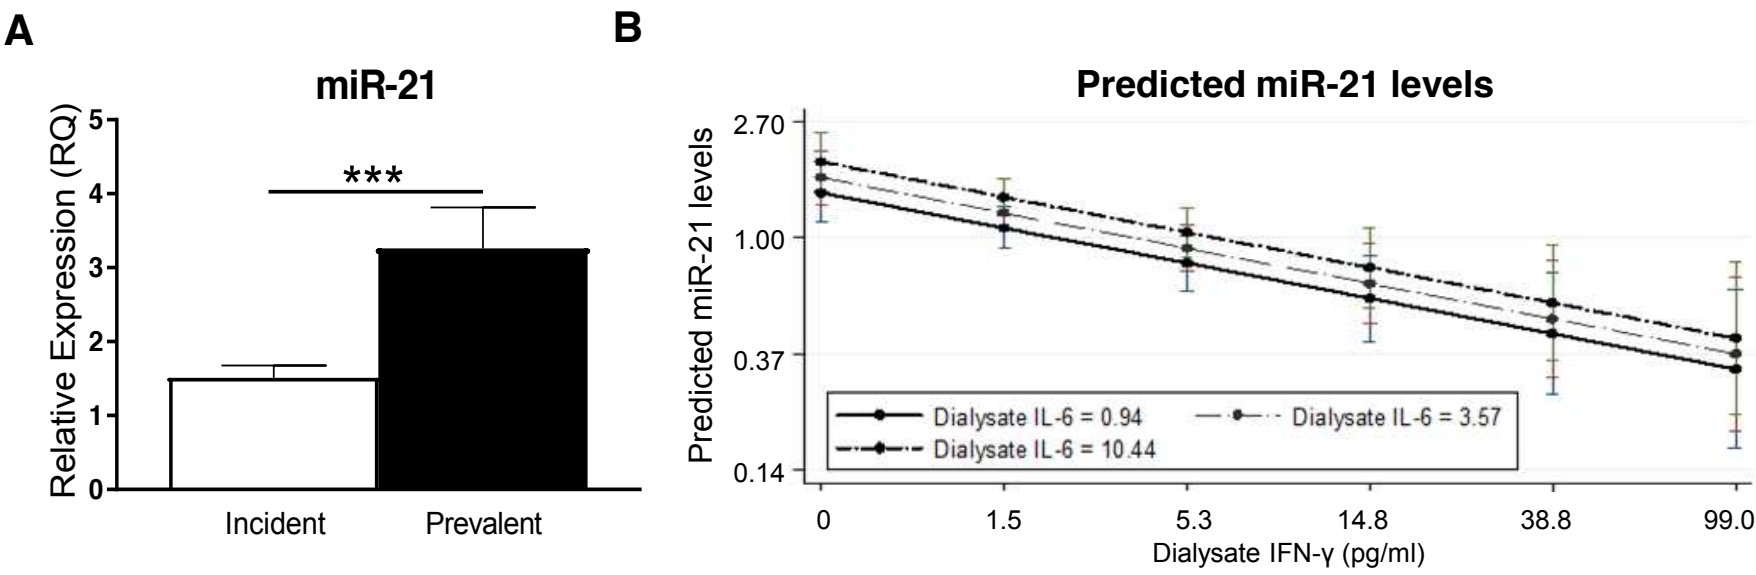 A
miR-21
Relative Expression (RQ)
5
4
3
2
1
0
***
Incident
Prevalent
B
Predicted miR-21 levels
Predicted miR-21 levels
2.70
1.00
0.37
0.14
Dialysate IL-6 = 0.94
Dialysate IL-6 = 3.57
Dialysate IL-6 = 10.44
0
1.5
5.3
14.8
38.8
99.0
Dialysate IFN-γ (pg/ml)